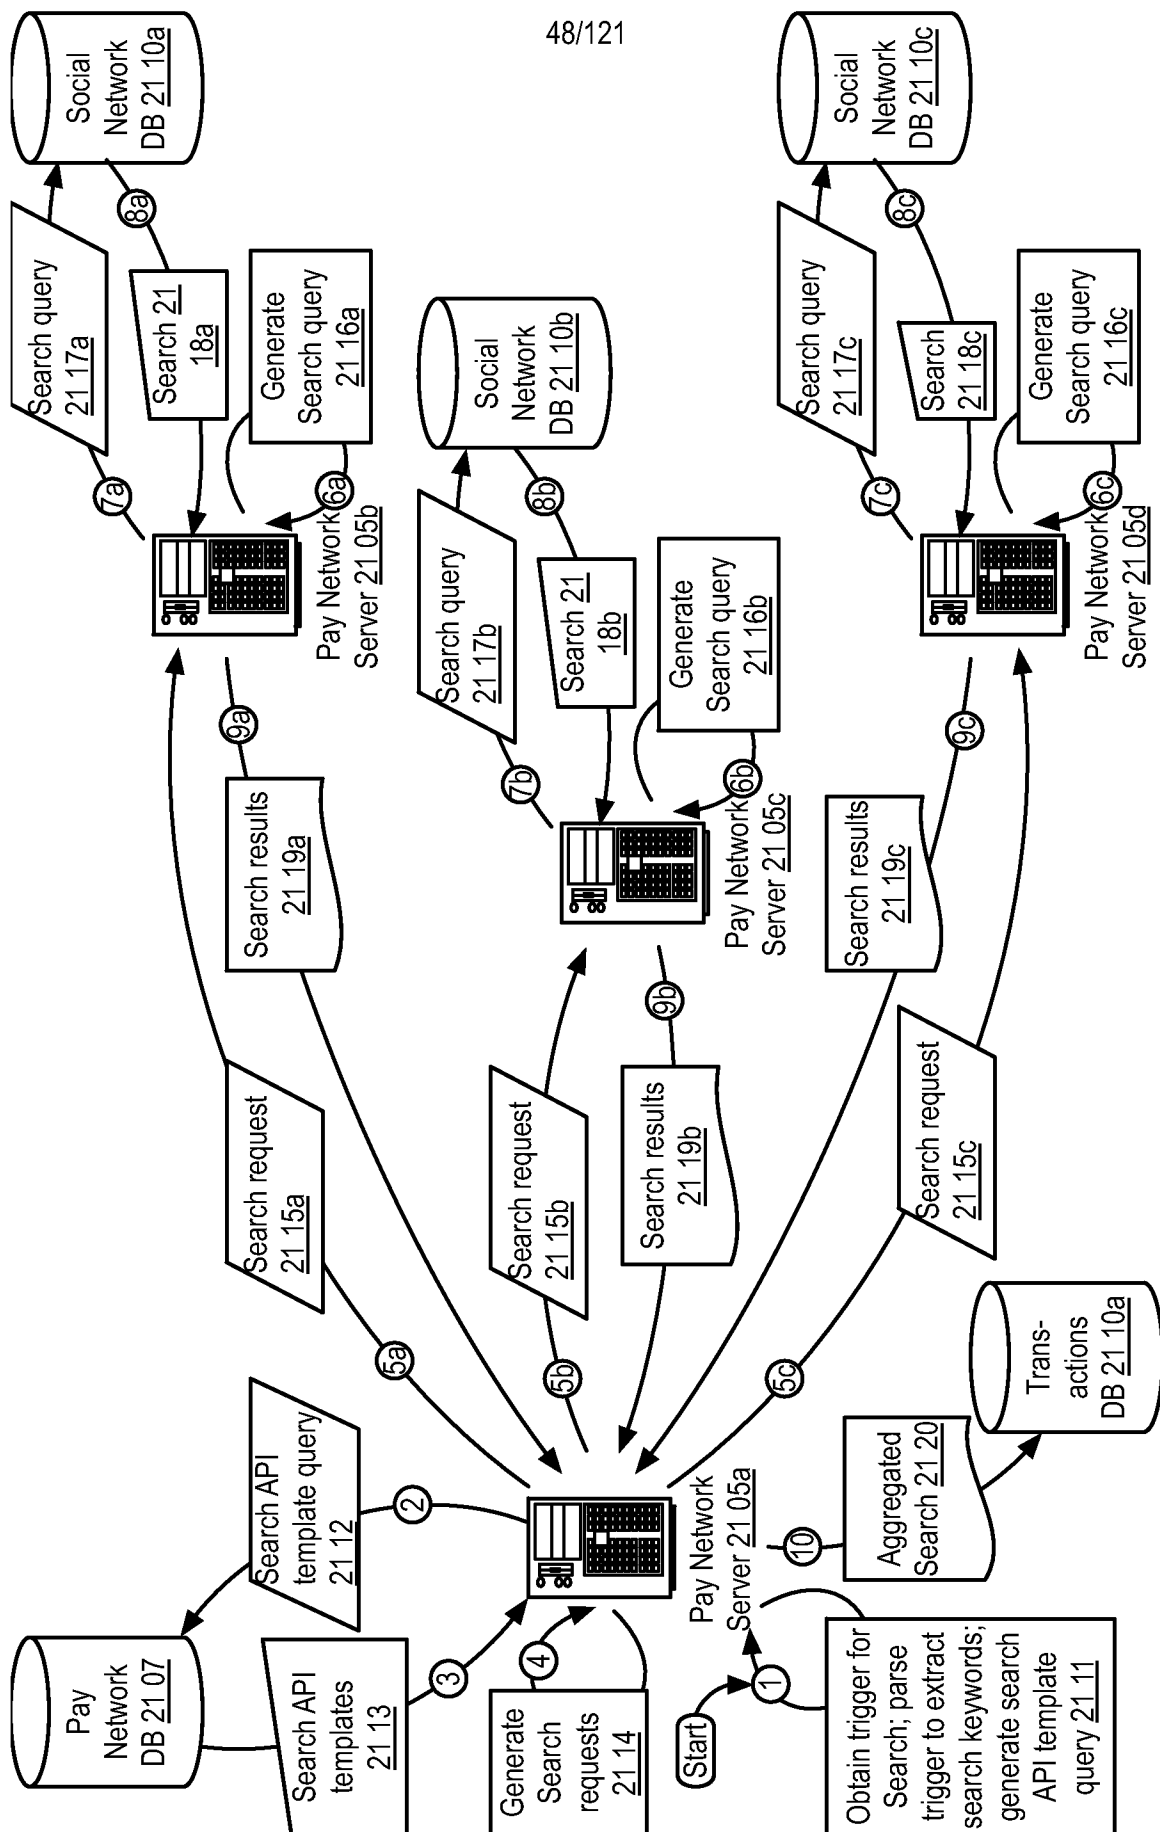 48/121
Pay
Network
DB 21 07
Search API
template query
21 12
2
Search API
templates
21 13
3
Generate
Search
requests
21 14
4
Start
1
Obtain trigger for
Search; parse
trigger to extract
search keywords;
generate search
API template
query 21 11
Pay Network
Server 21 05a
10
Aggregated
Search 21 20
Trans-
actions
DB 21 10a
5a
Search request
21 15a
5b
Search request
21 15b
5c
Search request
21 15c
Search results
21 19a
9a
Search results
21 19b
9b
Search results
21 19c
9c
Pay Network
Server 21 05b
6a
Generate
Search query
21 16a
7a
Search query
21 17a
Social
Network
DB 21 10a
8a
Search 21
18a
Pay Network
Server 21 05c
6b
Generate
Search query
21 16b
7b
Search query
21 17b
Social
Network
DB 21 10b
8b
Search 21
18b
Pay Network
Server 21 05d
6c
Generate
Search query
21 16c
7c
Search query
21 17c
Social
Network
DB 21 10c
8c
Search
21 18c